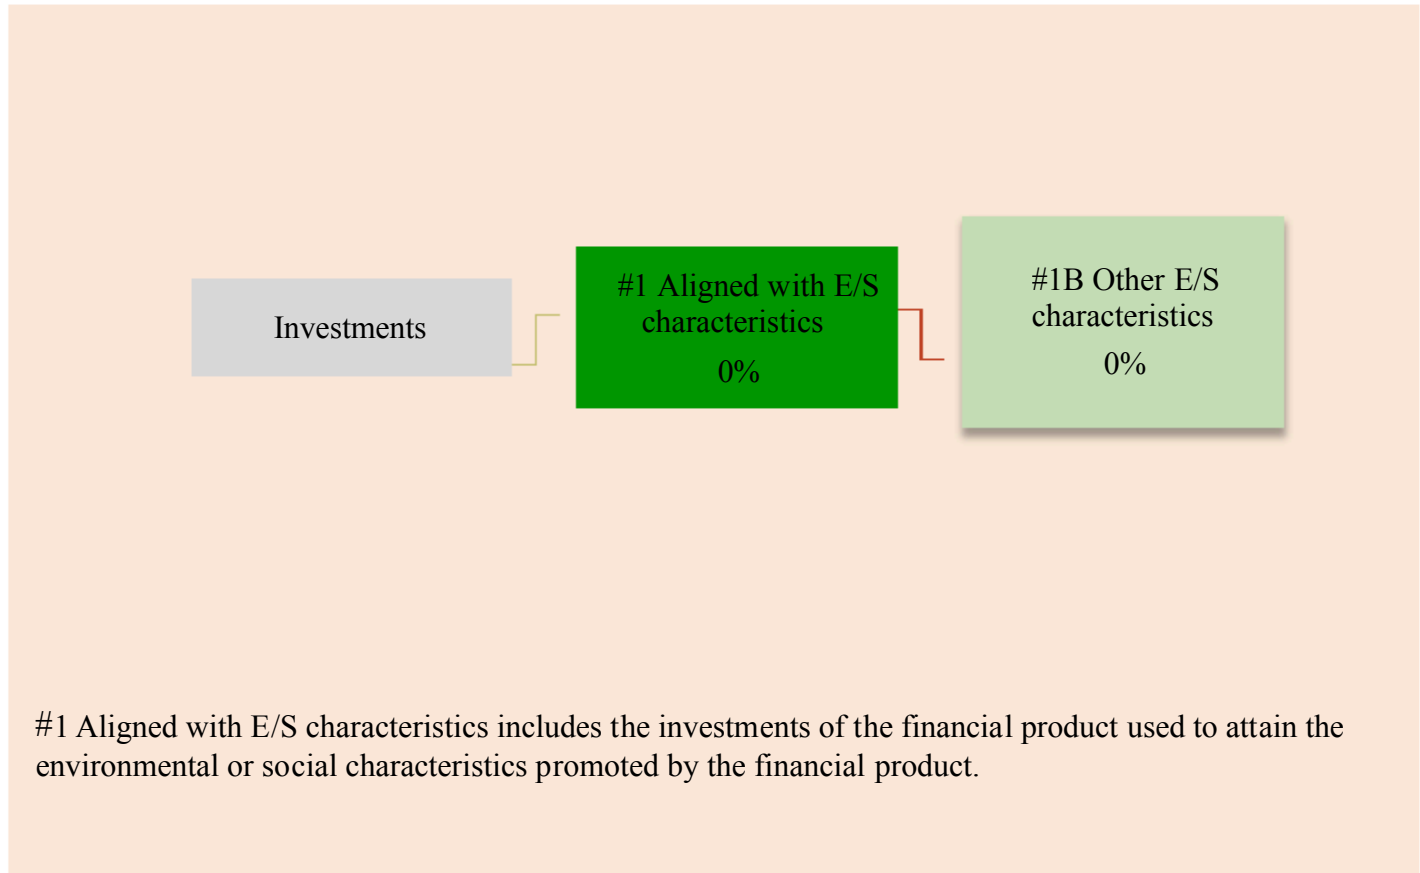 Investments
#1 Aligned with E/S
characteristics
0%
#1B Other E/S
characteristics
0%
#1 Aligned with E/S characteristics includes the investments of the financial product used to attain the
environmental or social characteristics promoted by the financial product.